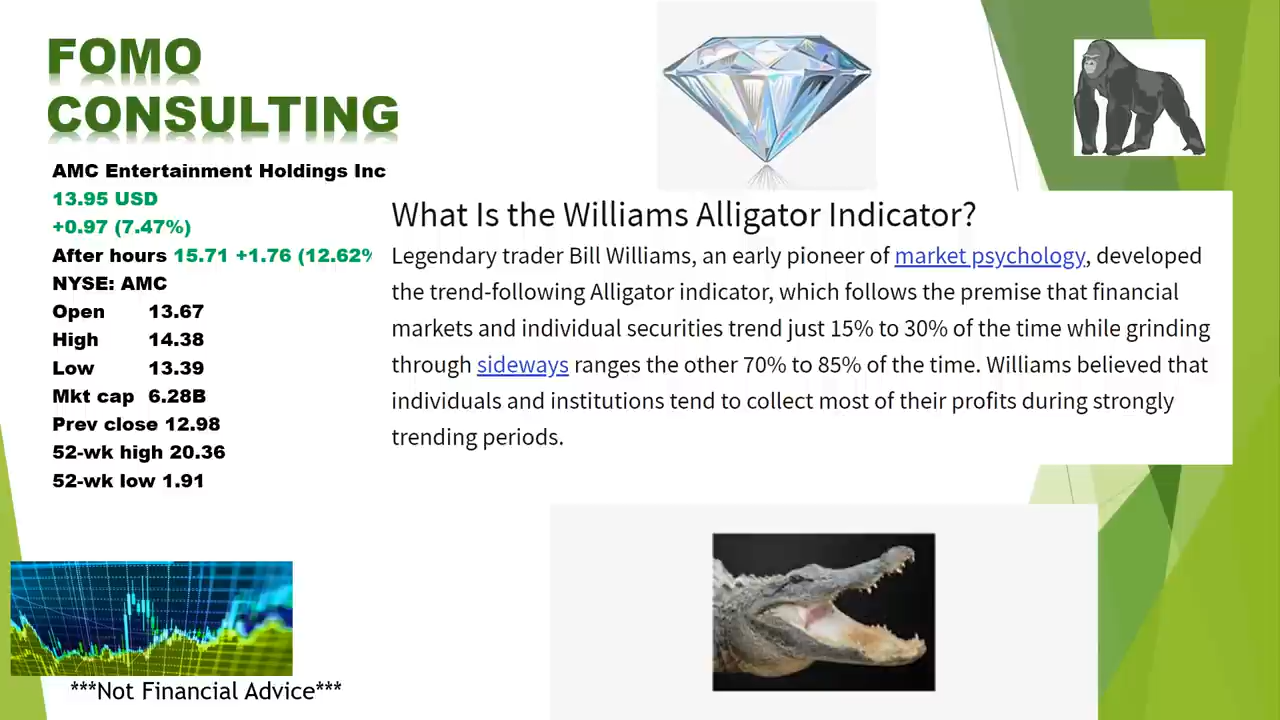 FOMO
CONSULTING
AMC Entertainment Holdings Inc
13.95 USD
+0.97 (7.47%)
After hours 15.71 +1.76 (12.62%
NYSE: AMC
Open 13.67
High 14.38
Low 13.39
Mkt cap 6.28B
Prev close 12.98
52-wk high 20.36
52-wk low 1.91
What Is the Williams Alligator Indicator?
Legendary trader Bill Williams, an early pioneer of market psychology, developed
the trend-following Alligator indicator, which follows the premise that financial
markets and individual securities trend just 15% to 30% of the time while grinding
through sideways ranges the other 70% to 85% of the time. Williams believed that
individuals and institutions tend to collect most of their profits during strongly
trending periods.
***Not Financial Advice***